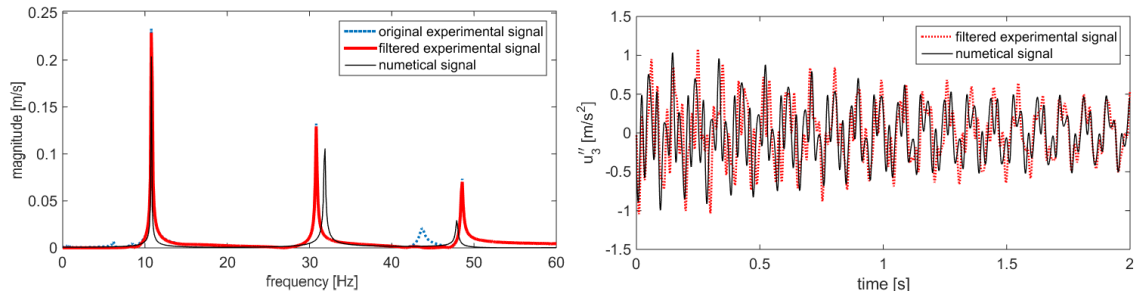 0.25
0.2
0.15
0.1
0.05
0
magnitude [m/s]
original experimental signal
filtered experimental signal
numetical signal
0 10 20 30 40 50 60
frequency [Hz]
1.5
1
0.5
0
-0.5
-1
-1.5
u₃″ [m/s²]
filtered experimental signal
numetical signal
0 0.5 1 1.5 2
time [s]